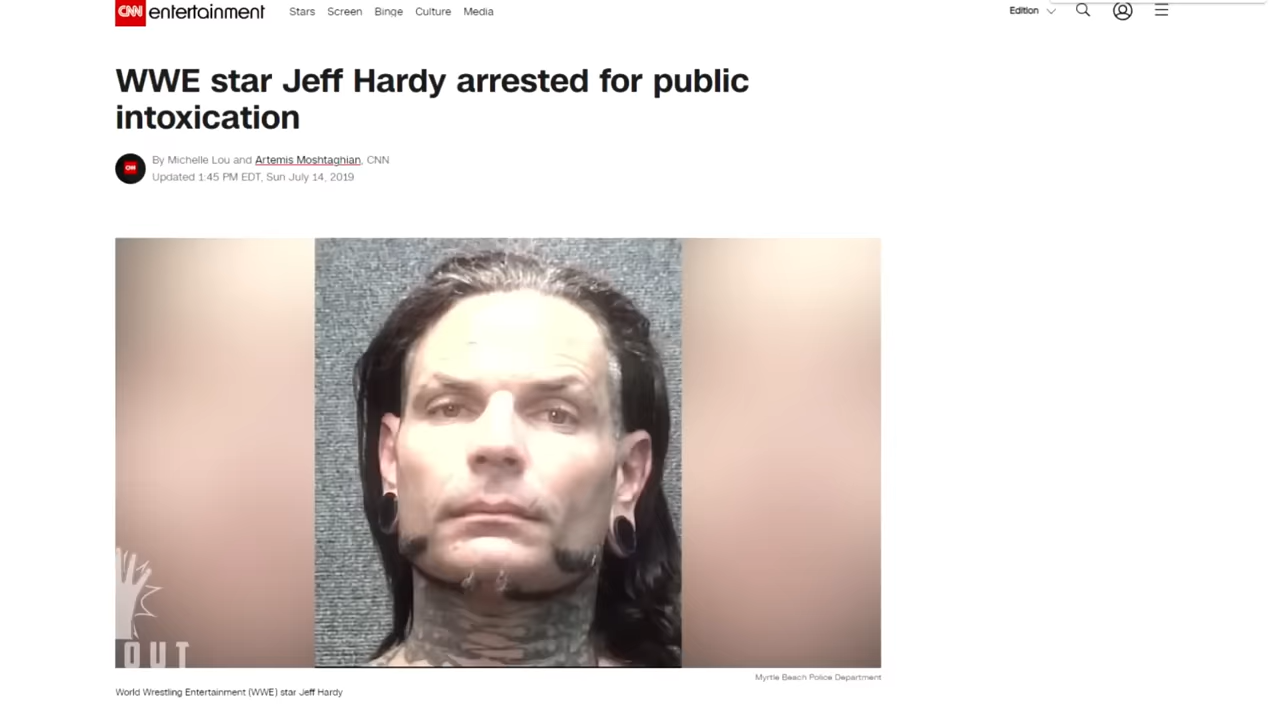 CNN entertainment Stars Screen Binge Culture Media Edition
WWE star Jeff Hardy arrested for public
intoxication
CNN
By Michelle Lou and Artemis Moshtaghian, CNN
Updated 1:45 PM EDT, Sun July 14, 2019
OUT
Myrtle Beach Police Department
World Wrestling Entertainment (WWE) star Jeff Hardy